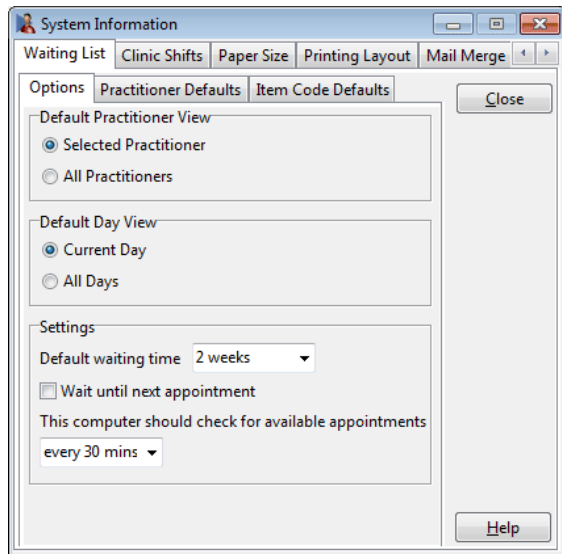 System Information
Waiting List Clinic Shifts Paper Size Printing Layout Mail Merge
Options Practitioner Defaults Item Code Defaults
Close
Default Practitioner View
Selected Practitioner
All Practitioners
Default Day View
Current Day
All Days
Settings
Default waiting time 2 weeks
Wait until next appointment
This computer should check for available appointments
every 30 mins
Help